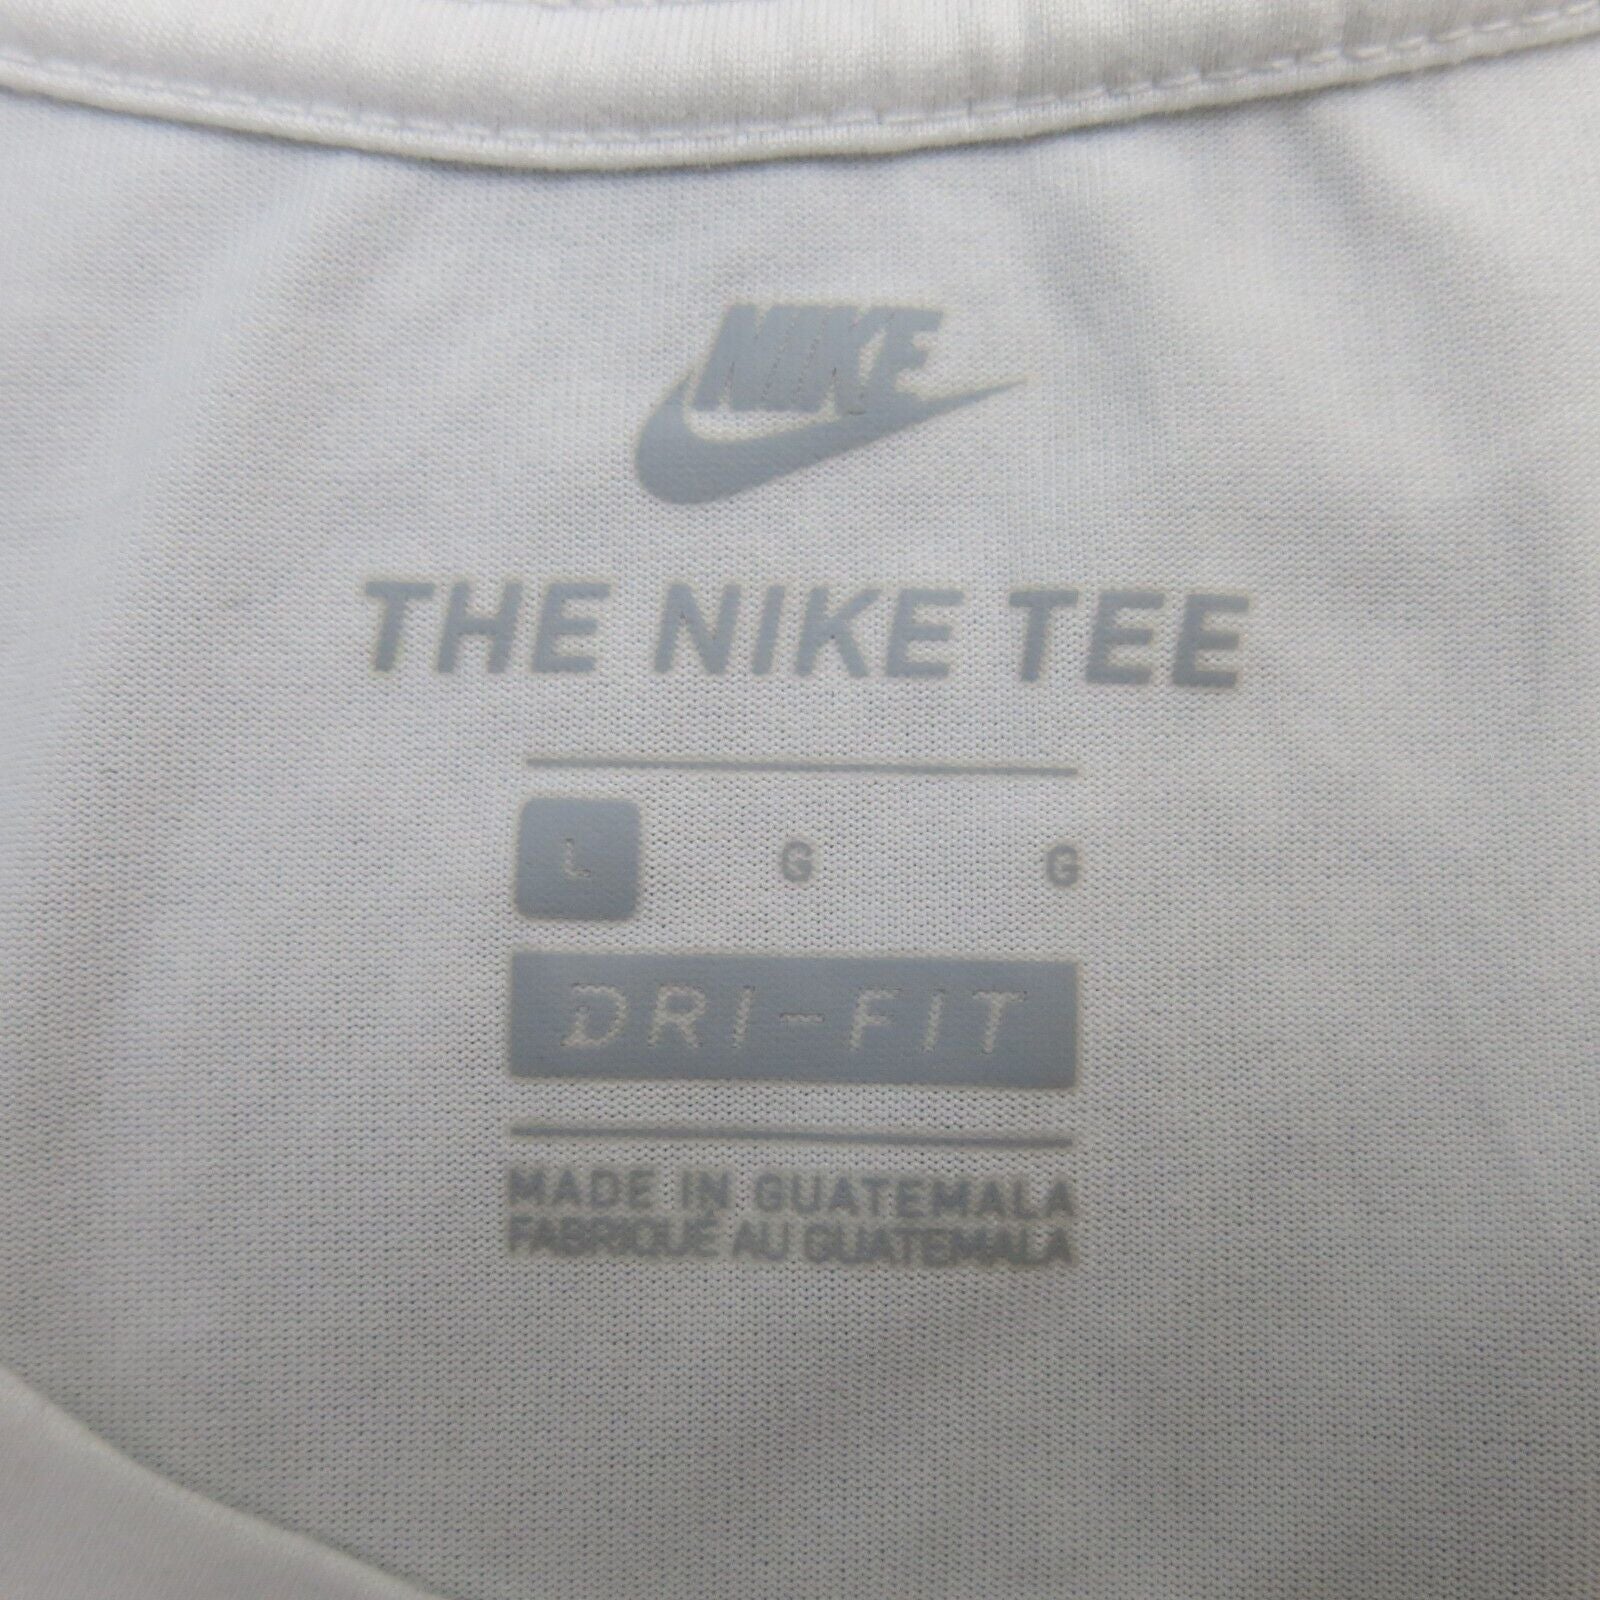 NIKE
THE NIKE TEE
L G G
DRI-FIT
MADE IN GUATEMALA
FABRIQUÉ AU GUATEMALA